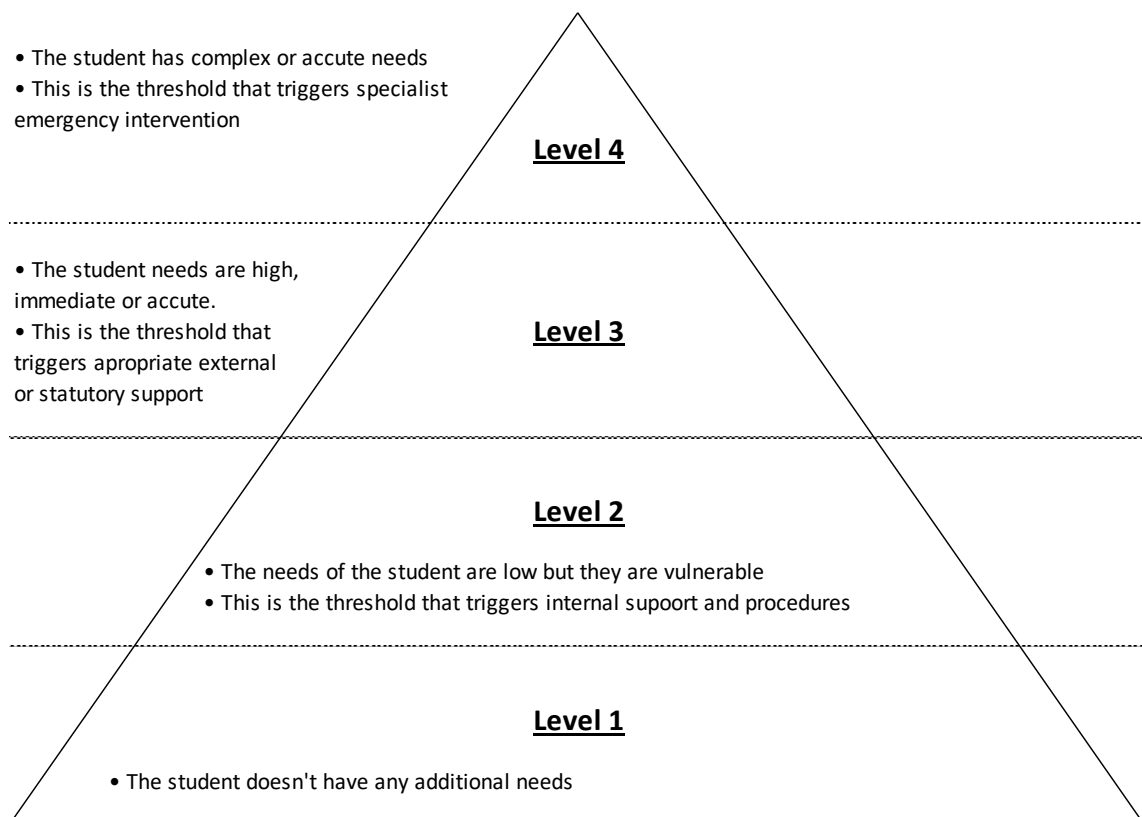 • The student has complex or accute needs
• This is the threshold that triggers specialist
emergency intervention
Level 4
• The student needs are high,
immediate or accute.
• This is the threshold that
triggers apropriate external
or statutory support
Level 3
Level 2
• The needs of the student are low but they are vulnerable
• This is the threshold that triggers internal supoort and procedures
Level 1
• The student doesn't have any additional needs